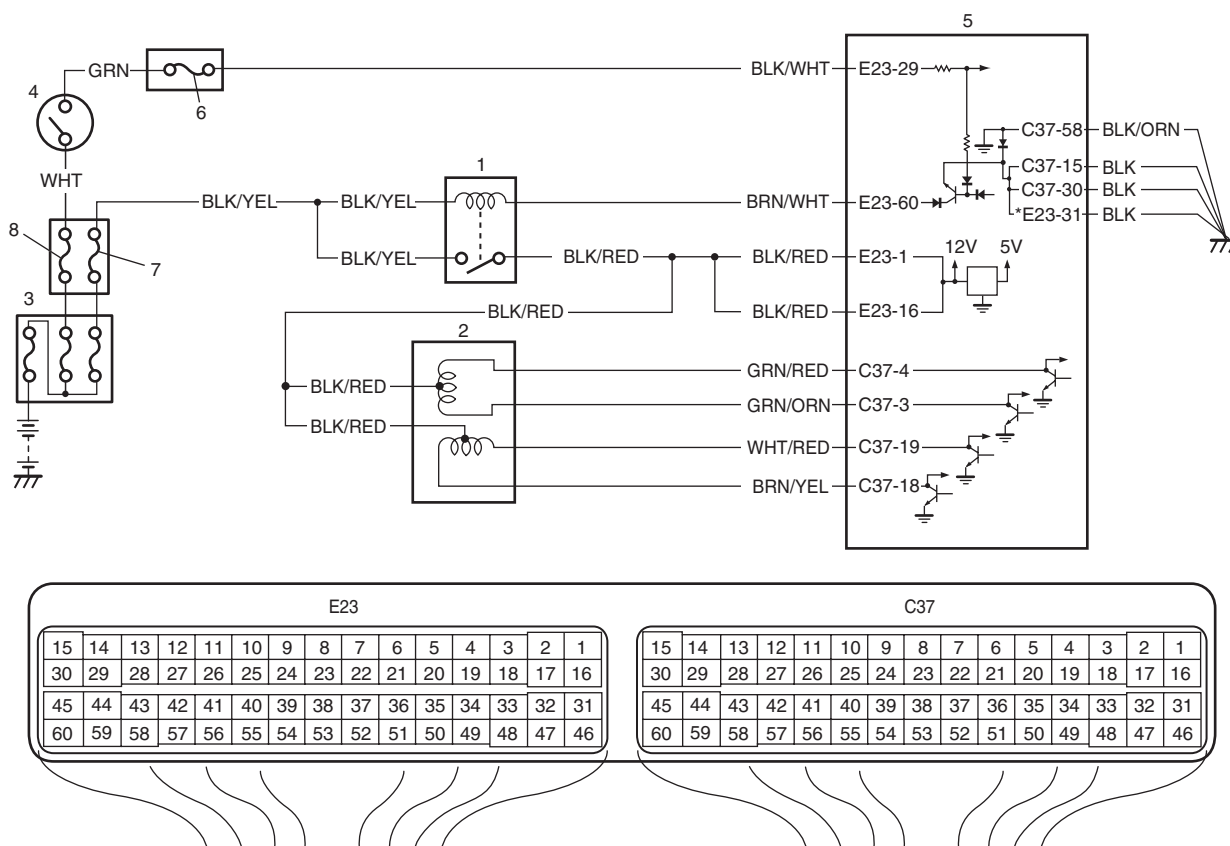 5
GRN
BLK/WHT E23-29
4
6
C37-58 BLK/ORN
1
C37-15 BLK
WHT
C37-30 BLK
BLK/YEL BLK/YEL BRN/WHT E23-60
*E23-31 BLK
8
7
BLK/YEL BLK/RED BLK/RED E23-1 12V 5V
3
BLK/RED BLK/RED E23-16
2
GRN/RED C37-4
BLK/RED
GRN/ORN C37-3
BLK/RED
WHT/RED C37-19
BRN/YEL C37-18
E23 C37
15 14 13 12 11 10 9 8 7 6 5 4 3 2 1 15 14 13 12 11 10 9 8 7 6 5 4 3 2 1
30 29 28 27 26 25 24 23 22 21 20 19 18 17 16 30 29 28 27 26 25 24 23 22 21 20 19 18 17 16
45 44 43 42 41 40 39 38 37 36 35 34 33 32 31 45 44 43 42 41 40 39 38 37 36 35 34 33 32 31
60 59 58 57 56 55 54 53 52 51 50 49 48 47 46 60 59 58 57 56 55 54 53 52 51 50 49 48 47 46